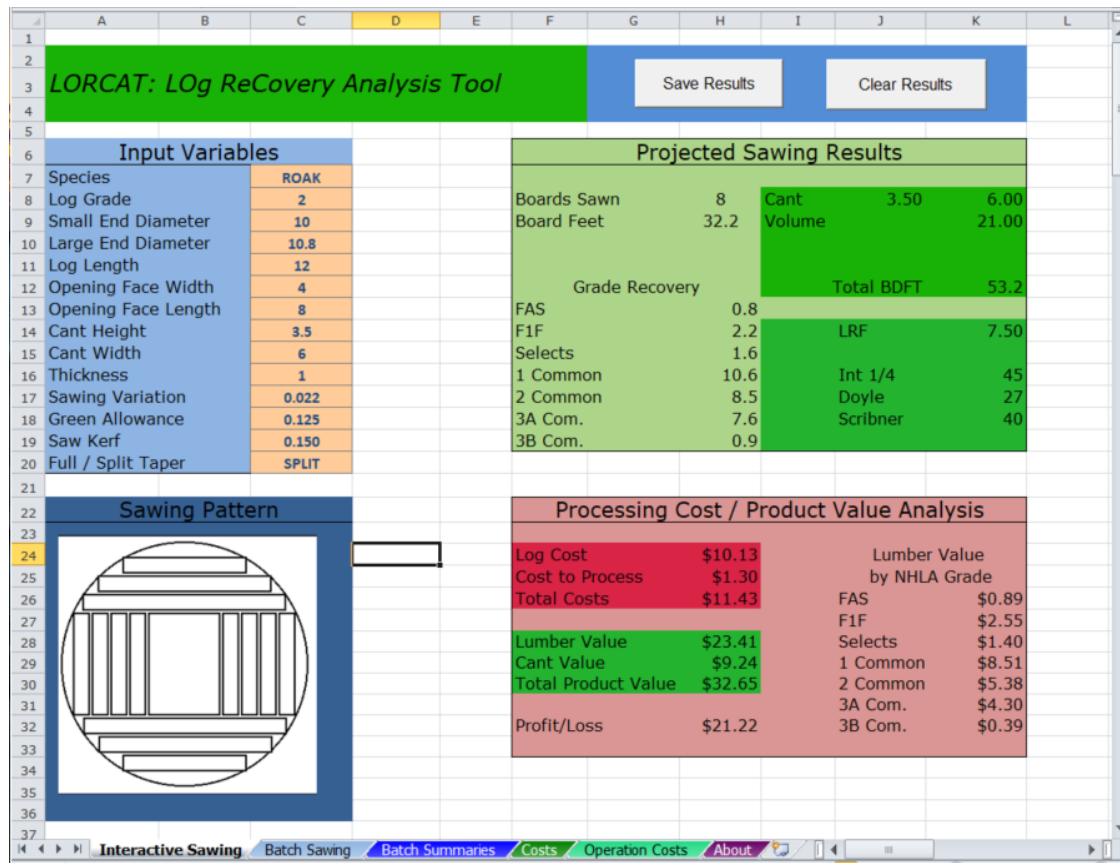 A B C D E F G H I J K L
1
2
3 LORCAT: LOg ReCovery Analysis Tool Save Results Clear Results
4
5
6 Input Variables Projected Sawing Results
7 Species ROAK
8 Log Grade 2 Boards Sawn 8 Cant 3.50 6.00
9 Small End Diameter 10 Board Feet 32.2 Volume 21.00
10 Large End Diameter 10.8
11 Log Length 12
12 Opening Face Width 4 Grade Recovery Total BDFT 53.2
13 Opening Face Length 8 FAS 0.8
14 Cant Height 3.5 F1F 2.2 LRF 7.50
15 Cant Width 6 Selects 1.6
16 Thickness 1 1 Common 10.6 Int 1/4 45
17 Sawing Variation 0.022 2 Common 8.5 Doyle 27
18 Green Allowance 0.125 3A Com. 7.6 Scribner 40
19 Saw Kerf 0.150 3B Com. 0.9
20 Full / Split Taper SPLIT
21
22 Sawing Pattern Processing Cost / Product Value Analysis
23
24 Log Cost $10.13 Lumber Value
25 Cost to Process $1.30 by NHLA Grade
26 Total Costs $11.43 FAS $0.89
27 F1F $2.55
28 Lumber Value $23.41 Selects $1.40
29 Cant Value $9.24 1 Common $8.51
30 Total Product Value $32.65 2 Common $5.38
31 3A Com. $4.30
32 Profit/Loss $21.22 3B Com. $0.39
33
34
35
36
37
Interactive Sawing Batch Sawing Batch Summaries Costs Operation Costs About